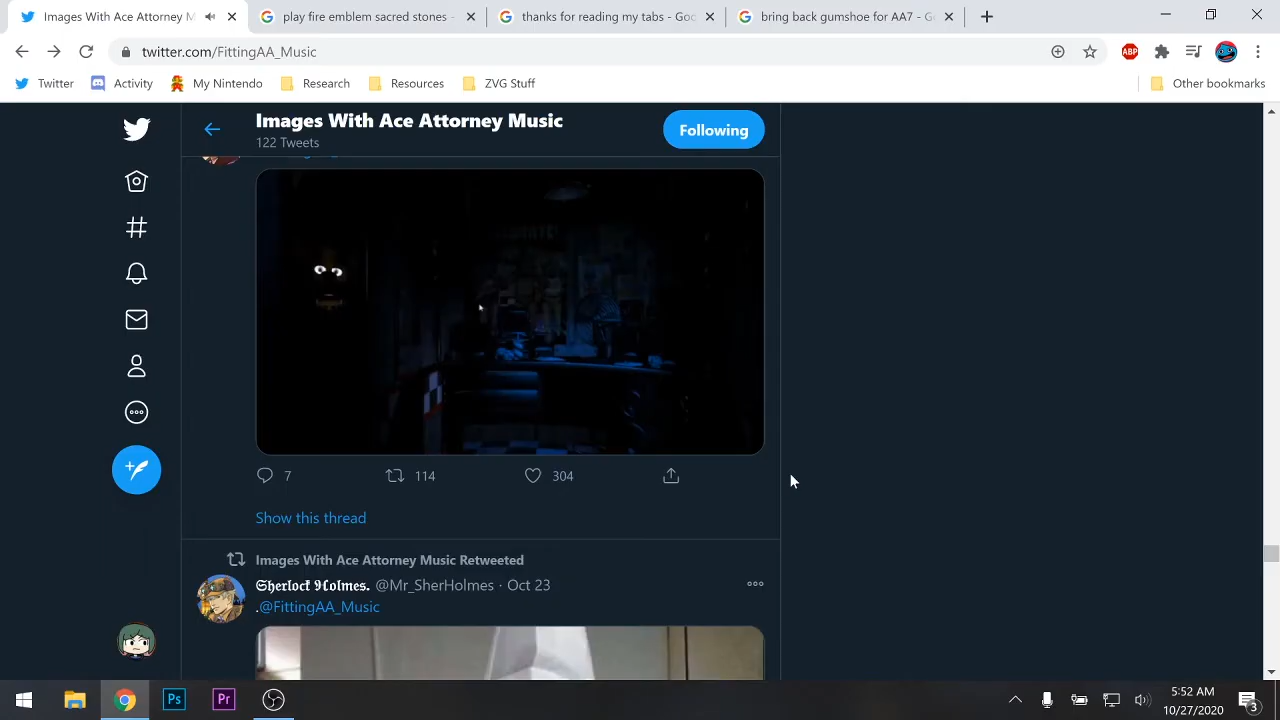 Images With Ace Attorney M
play fire emblem sacred stones -
thanks for reading my tabs - Goo
bring back gumshoe for AA7 - G
twitter.com/FittingAA_Music
ABP
Twitter
Activity
My Nintendo
Research
Resources
ZVG Stuff
Other bookmarks
Images With Ace Attorney Music
122 Tweets
Following
7
114
304
Show this thread
Images With Ace Attorney Music Retweeted
𝕾𝖍𝖊𝖗𝖑𝖔𝖈𝖐 𝕳𝖔𝖑𝖒𝖊𝖘. @Mr_SherHolmes · Oct 23
.@FittingAA_Music
Ps
Pr
5:52 AM
10/27/2020
3